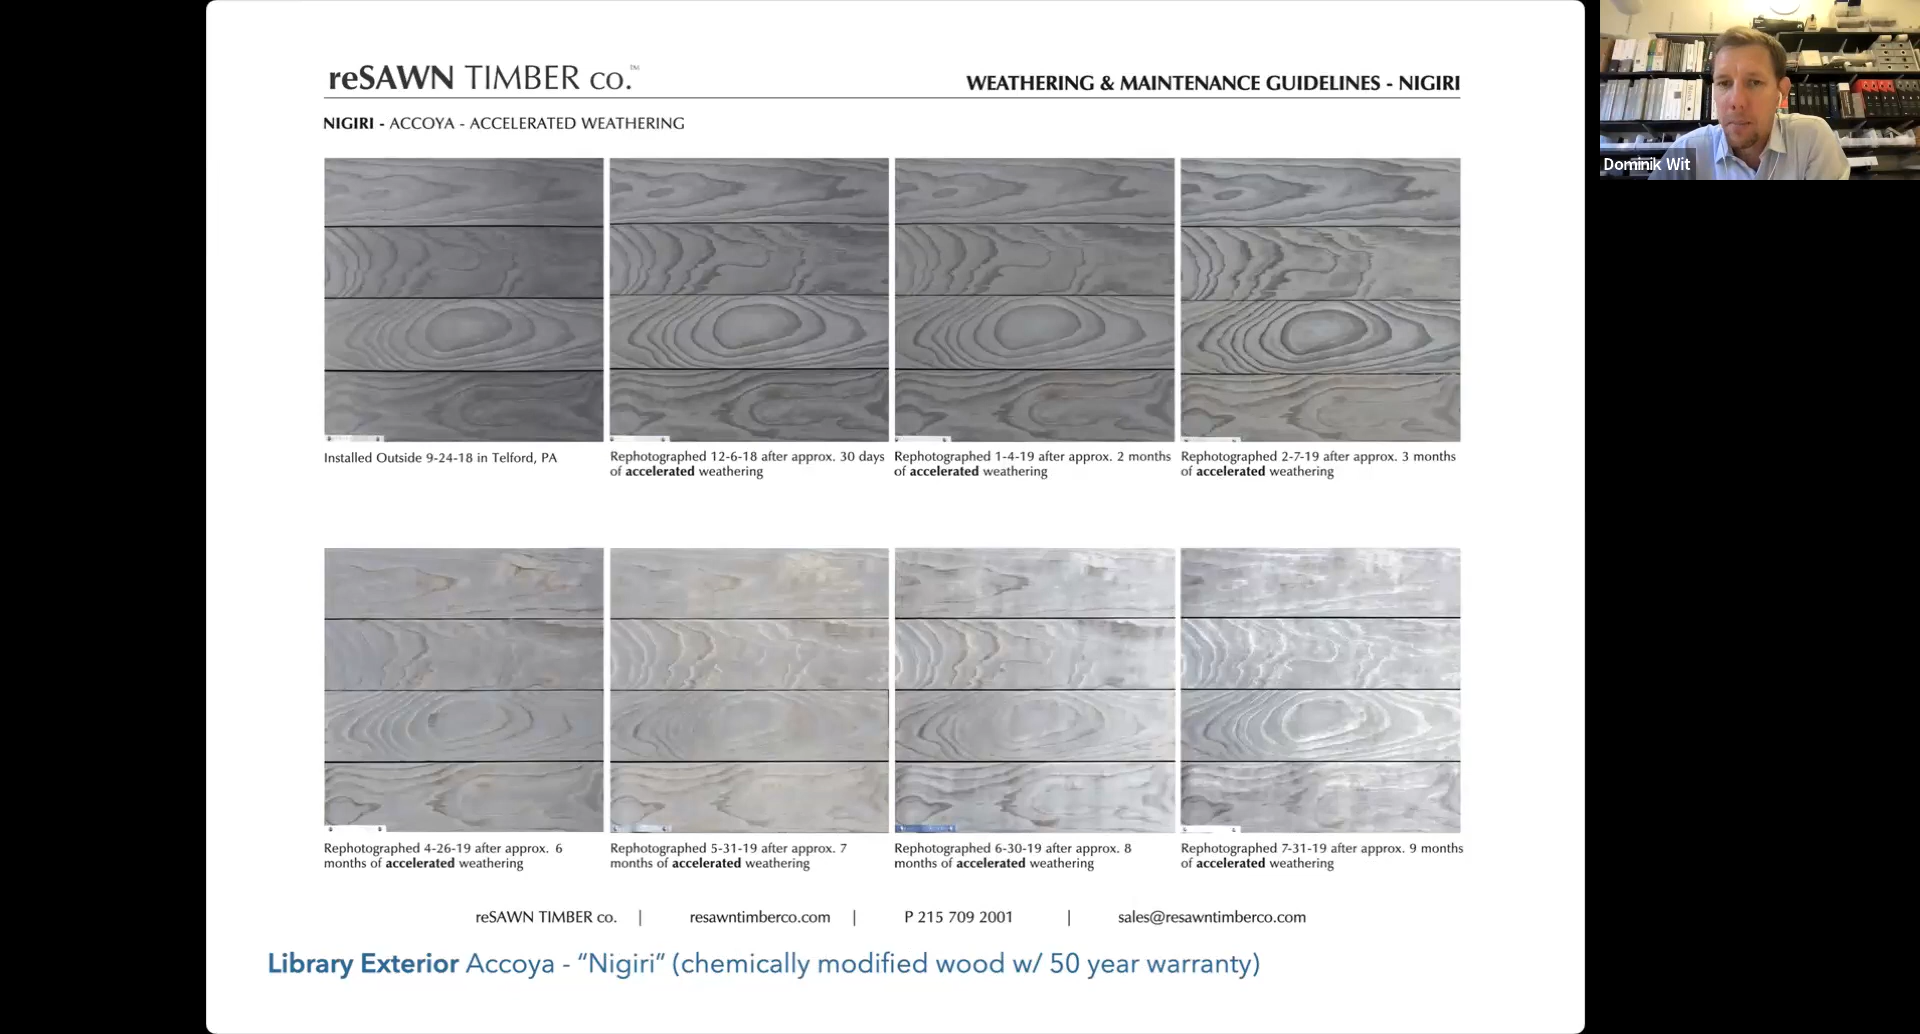 reSAWN TIMBER co.™
WEATHERING & MAINTENANCE GUIDELINES - NIGIRI
NIGIRI - ACCOYA - ACCELERATED WEATHERING
Installed Outside 9-24-18 in Telford, PA
Rephotographed 12-6-18 after approx. 30 days
of accelerated weathering
Rephotographed 1-4-19 after approx. 2 months
of accelerated weathering
Rephotographed 2-7-19 after approx. 3 months
of accelerated weathering
Rephotographed 4-26-19 after approx. 6
months of accelerated weathering
Rephotographed 5-31-19 after approx. 7
months of accelerated weathering
Rephotographed 6-30-19 after approx. 8
months of accelerated weathering
Rephotographed 7-31-19 after approx. 9 months
of accelerated weathering
reSAWN TIMBER co. | resawntimberco.com | P 215 709 2001 | sales@resawntimberco.com
Library Exterior Accoya - “Nigiri” (chemically modified wood w/ 50 year warranty)
Dominik Wit